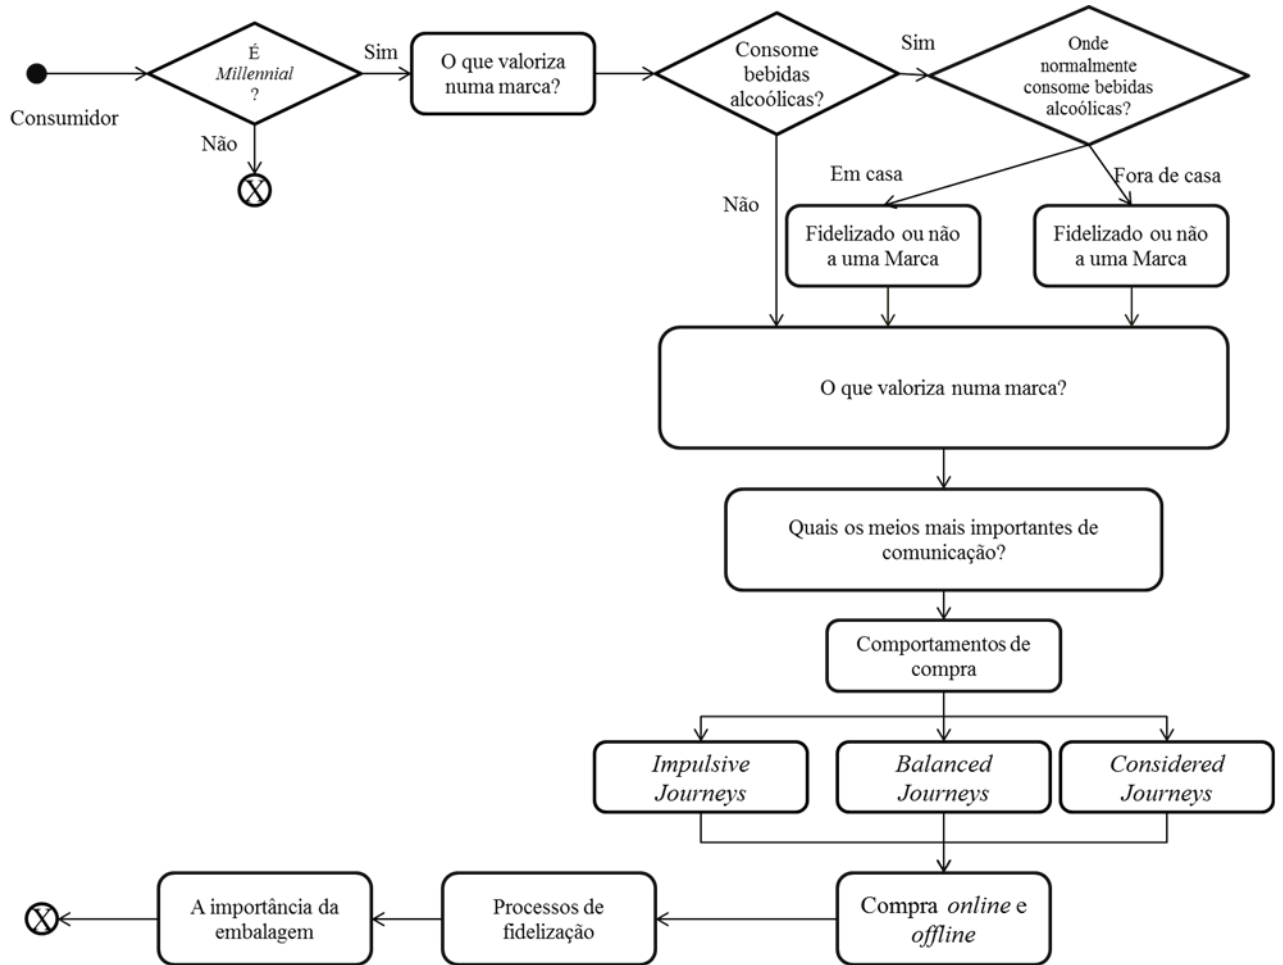 Consumidor
É
Millennial
?
Sim
Não
X
O que valoriza
numa marca?
Consome
bebidas
alcoólicas?
Sim
Não
Onde
normalmente
consome bebidas
alcoólicas?
Em casa
Fora de casa
Fidelizado ou não
a uma Marca
Fidelizado ou não
a uma Marca
O que valoriza numa marca?
Quais os meios mais importantes de
comunicação?
Comportamentos de
compra
Impulsive
Journeys
Balanced
Journeys
Considered
Journeys
Compra online e
offline
Processos de
fidelização
A importância da
embalagem
X